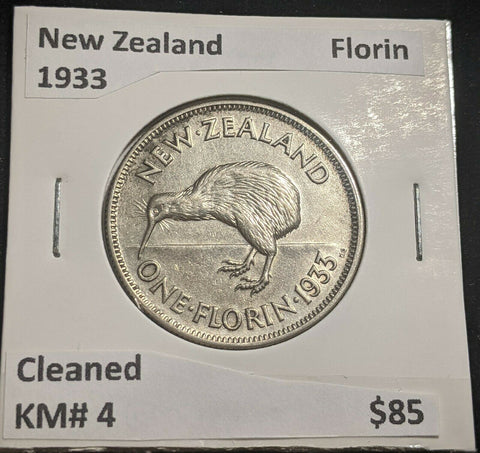 New Zealand Florin
1933
NEW·ZEALAND
ONE·FLORIN·1933
Cleaned
KM# 4 $85